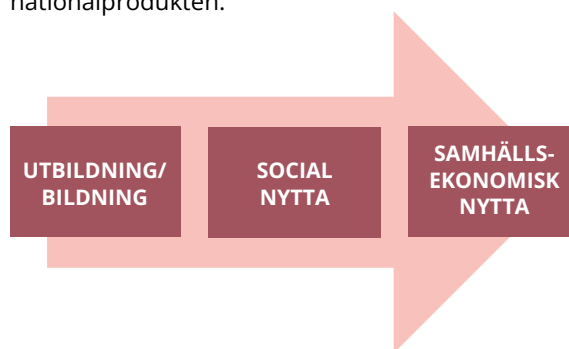 nationalprodukten.
UTBILDNING/
BILDNING
SOCIAL
NYTTA
SAMHÄLLS-
EKONOMISK
NYTTA